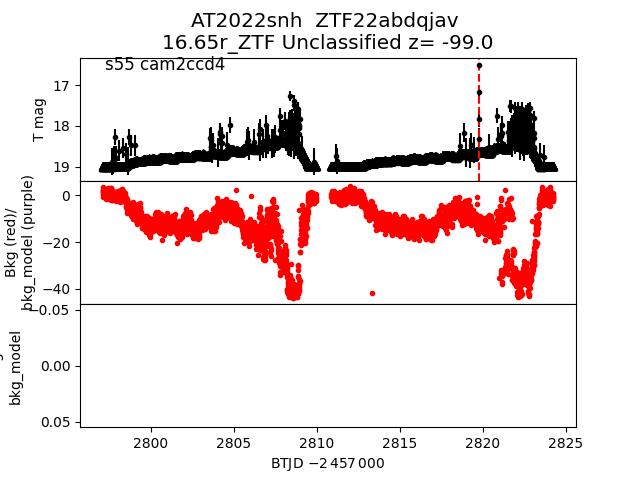 AT2022snh  ZTF22abdqjav
16.65r_ZTF Unclassified z= -99.0
s55 cam2ccd4
T mag
17
18
19
Bkg (red)/
bkg_model (purple)
0
−20
−40
bkg_model
−0.05
0.00
0.05
2800
2805
2810
2815
2820
2825
BTJD −2 457 000